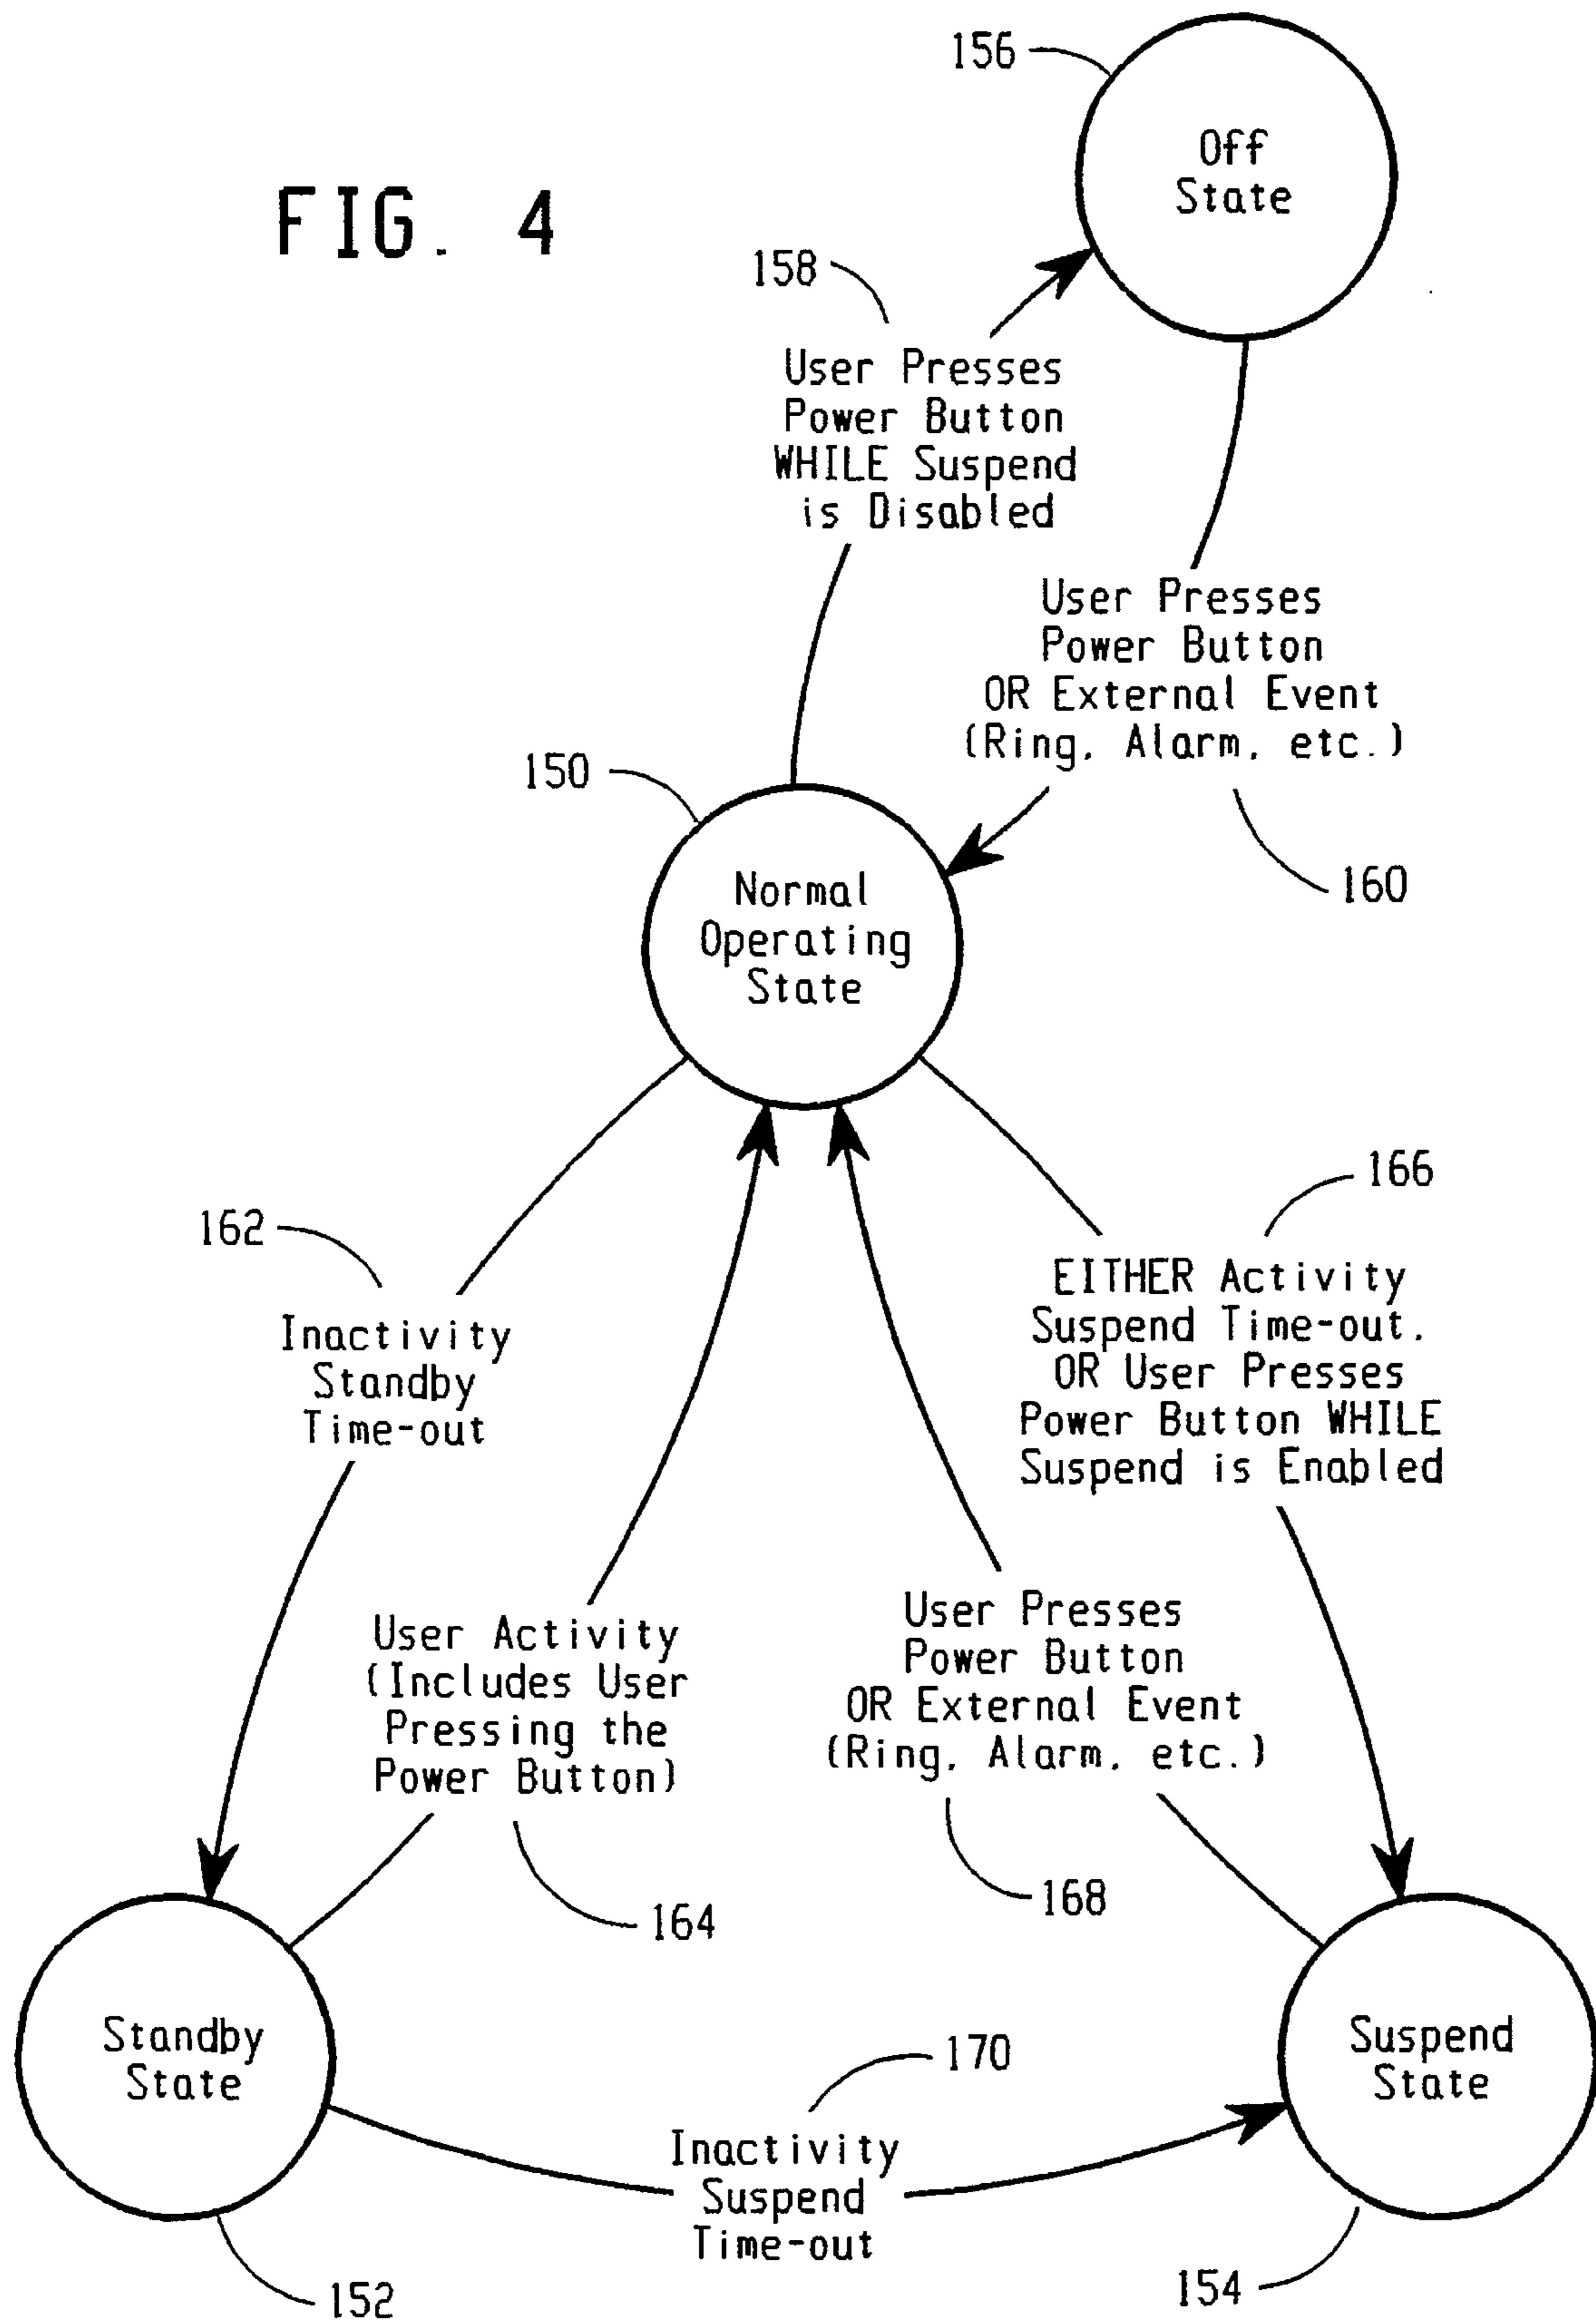 156
Off
State
FIG. 4
158
User Presses
Power Button
WHILE Suspend
is Disabled
User Presses
Power Button
OR External Event
(Ring, Alarm, etc.)
150
160
Normal
Operating
State
166
162
EITHER Activity
Suspend Time-out.
OR User Presses
Power Button WHILE
Suspend is Enabled
Inactivity
Standby
Time-out
User Activity
(Includes User
Pressing the
Power Button)
User Presses
Power Button
OR External Event
(Ring, Alarm, etc.)
164
168
Standby
State
170
Suspend
State
Inactivity
Suspend
Time-out
152
154